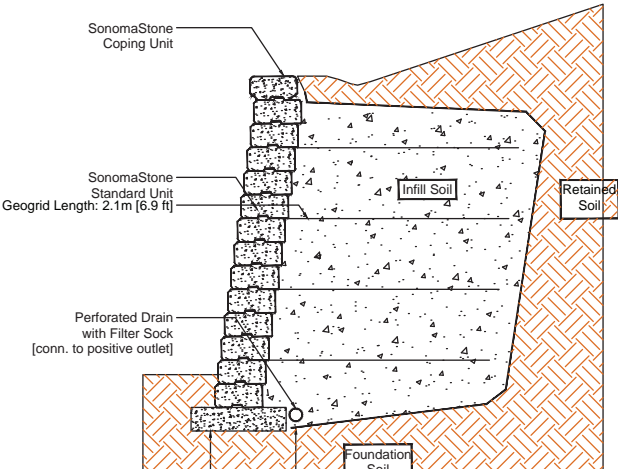 SonomaStone
Coping Unit
SonomaStone
Standard Unit
Geogrid Length: 2.1m [6.9 ft]
Infill Soil
Retained
Soil
Perforated Drain
with Filter Sock
[conn. to positive outlet]
Foundation
Soil